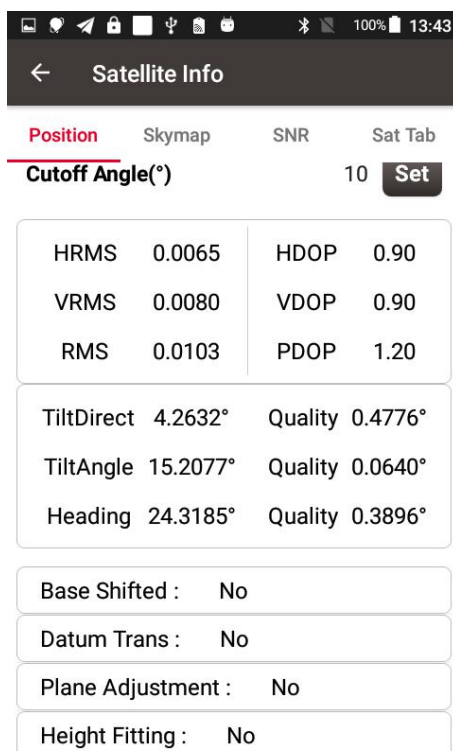 100% 13:43
Satellite Info
Position Skymap SNR Sat Tab
Cutoff Angle(°) 10 Set
HRMS 0.0065 HDOP 0.90
VRMS 0.0080 VDOP 0.90
RMS 0.0103 PDOP 1.20
TiltDirect 4.2632° Quality 0.4776°
TiltAngle 15.2077° Quality 0.0640°
Heading 24.3185° Quality 0.3896°
Base Shifted : No
Datum Trans : No
Plane Adjustment : No
Height Fitting : No